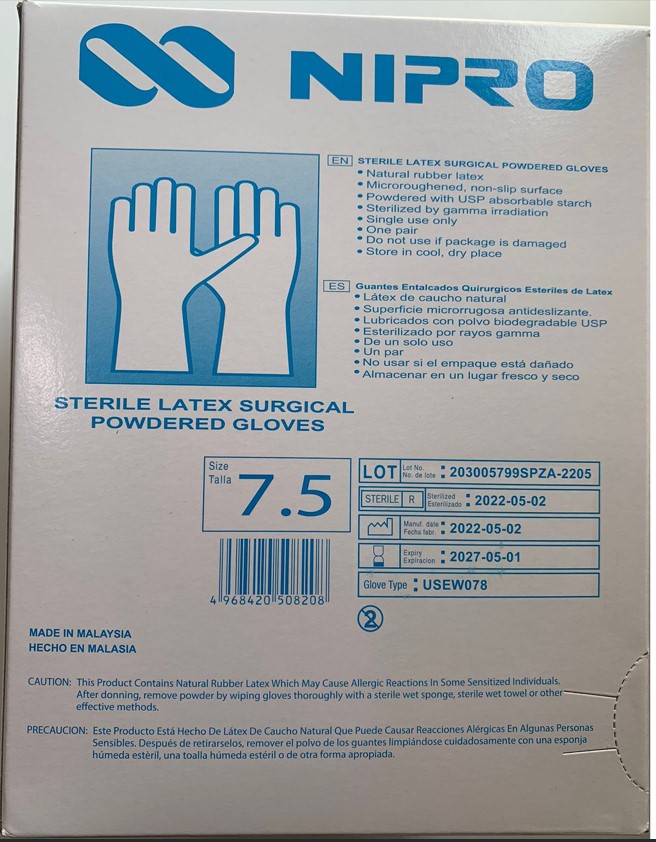 NIPRO
EN STERILE LATEX SURGICAL POWDERED GLOVES
• Natural rubber latex
• Microroughened, non-slip surface
• Powdered with USP absorbable starch
• Sterilized by gamma irradiation
• Single use only
• One pair
• Do not use if package is damaged
• Store in cool, dry place
ES Guantes Entalcados Quirurgicos Esteriles de Latex
• Látex de caucho natural
• Superficie microrrugosa antideslizante.
• Lubricados con polvo biodegradable USP
• Esterilizado por rayos gamma
• De un solo uso
• Un par
• No usar si el empaque está dañado
• Almacenar en un lugar fresco y seco
STERILE LATEX SURGICAL
POWDERED GLOVES
Size
Talla
7.5
LOT Lot No. : 203005799SPZA-2205
No. de lote
STERILE R Sterilized : 2022-05-02
Esterilizado
Manuf. date : 2022-05-02
Fecha fabr.
Expiry : 2027-05-01
Expiracion
Glove Type : USEW078
4 968420 508208
2
MADE IN MALAYSIA
HECHO EN MALASIA
CAUTION: This Product Contains Natural Rubber Latex Which May Cause Allergic Reactions In Some Sensitized Individuals.
After donning, remove powder by wiping gloves thoroughly with a sterile wet sponge, sterile wet towel or other
effective methods.
PRECAUCION: Este Producto Está Hecho De Látex De Caucho Natural Que Puede Causar Reacciones Alérgicas En Algunas Personas
Sensibles. Después de retirarselos, remover el polvo de los guantes limpiándose cuidadosamente con una esponja
húmeda estéril, una toalla húmeda estéril o de otra forma apropiada.